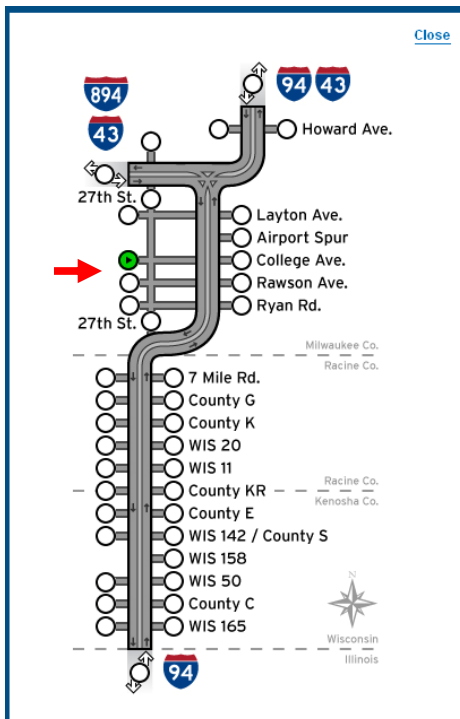 Close
894
43
94
43
Howard Ave.
27th St.
Layton Ave.
Airport Spur
College Ave.
Rawson Ave.
Ryan Rd.
27th St.
Milwaukee Co.
Racine Co.
7 Mile Rd.
County G
County K
WIS 20
WIS 11
County KR
Racine Co.
Kenosha Co.
County E
WIS 142 / County S
WIS 158
WIS 50
County C
WIS 165
N
Wisconsin
Illinois
94